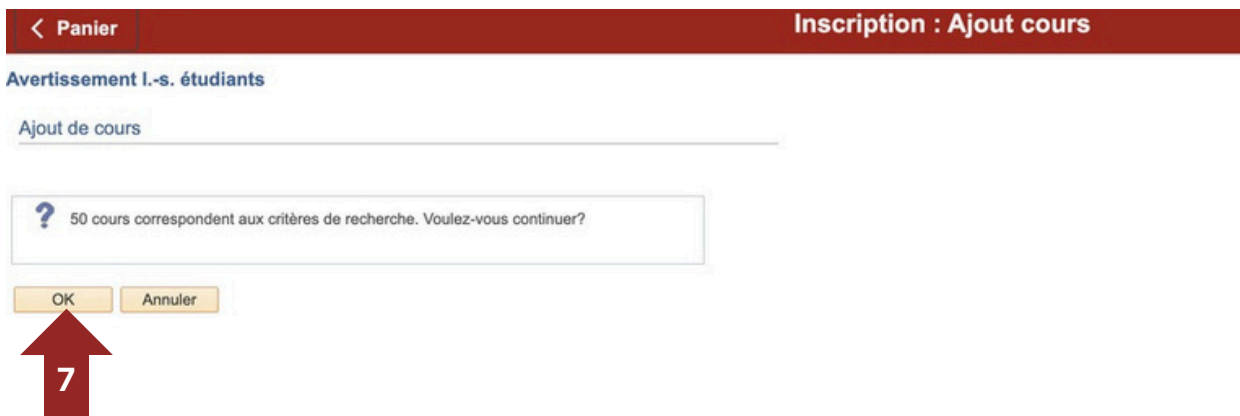 Panier
Inscription : Ajout cours
Avertissement l.-s. étudiants
Ajout de cours
? 50 cours correspondent aux critères de recherche. Voulez-vous continuer?
OK Annuler
7